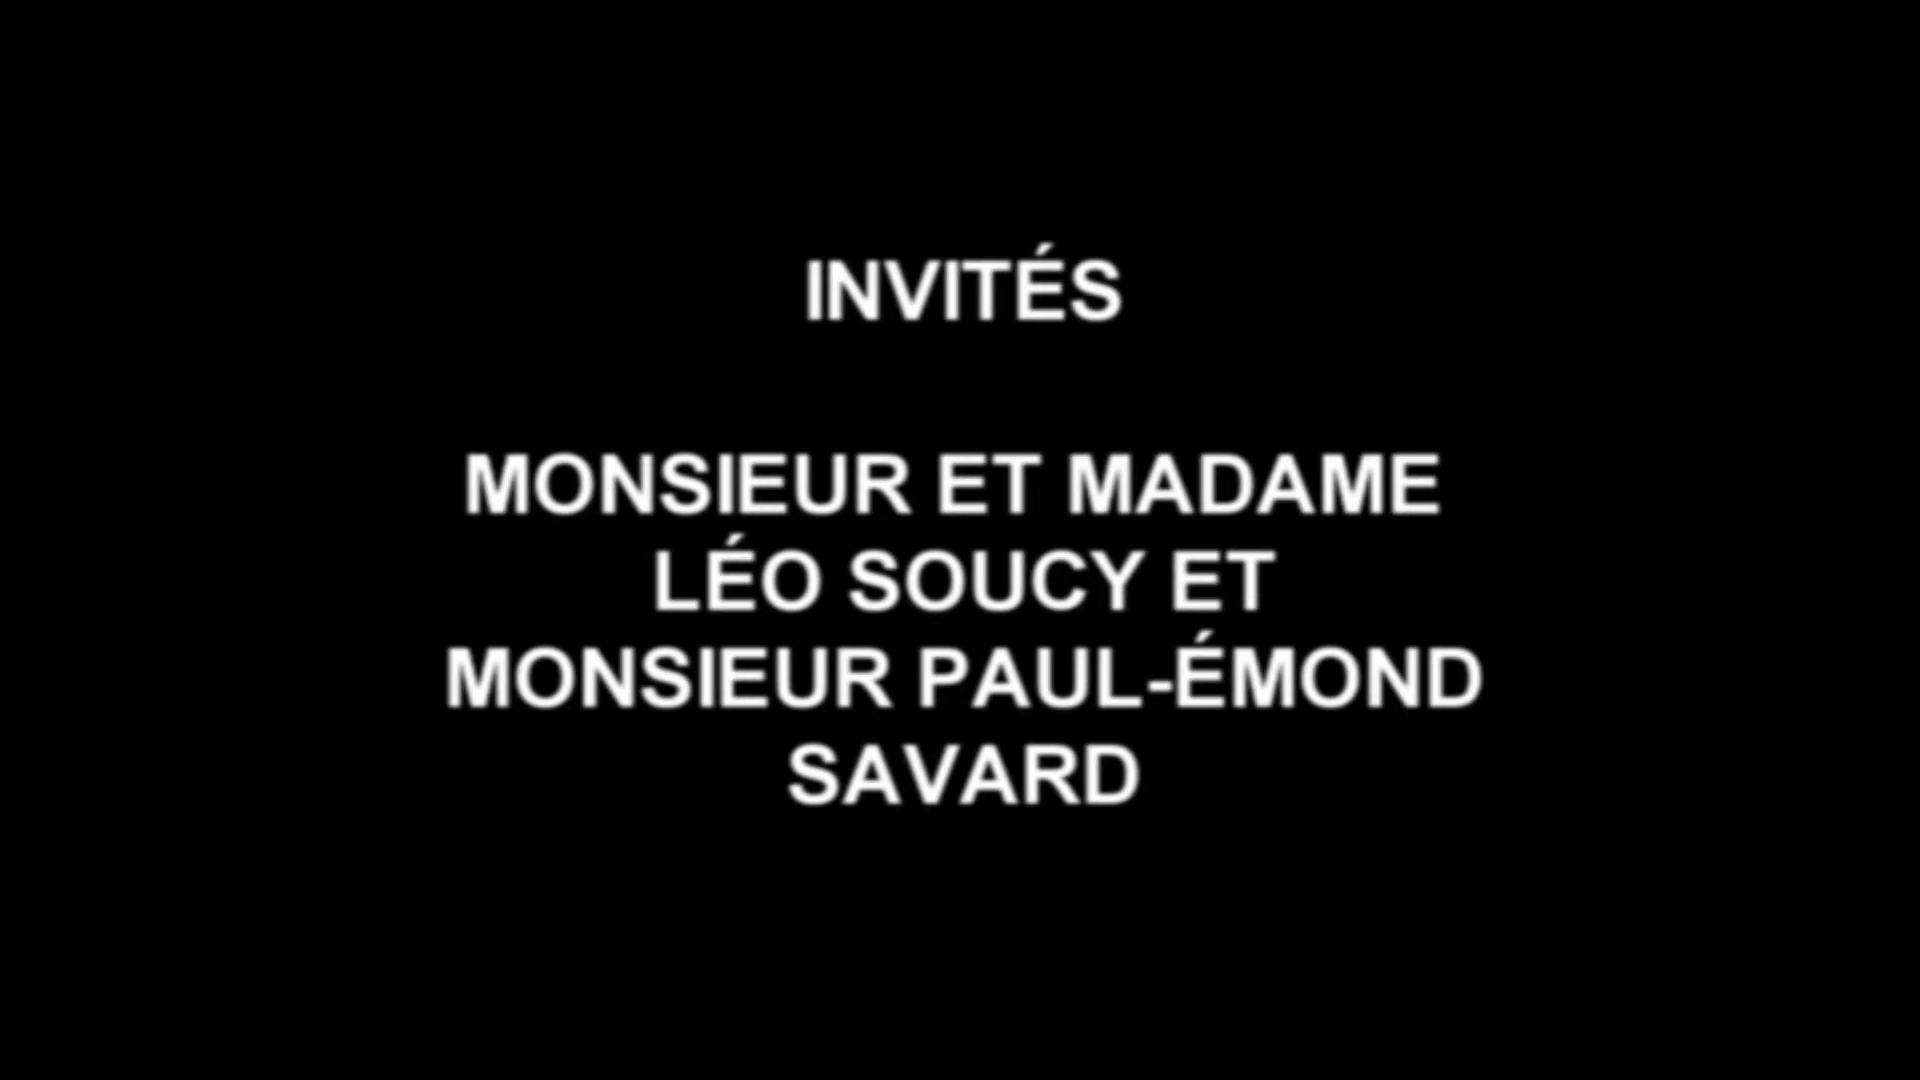 INVITÉS
MONSIEUR ET MADAME
LÉO SOUCY ET
MONSIEUR PAUL-ÉMOND
SAVARD